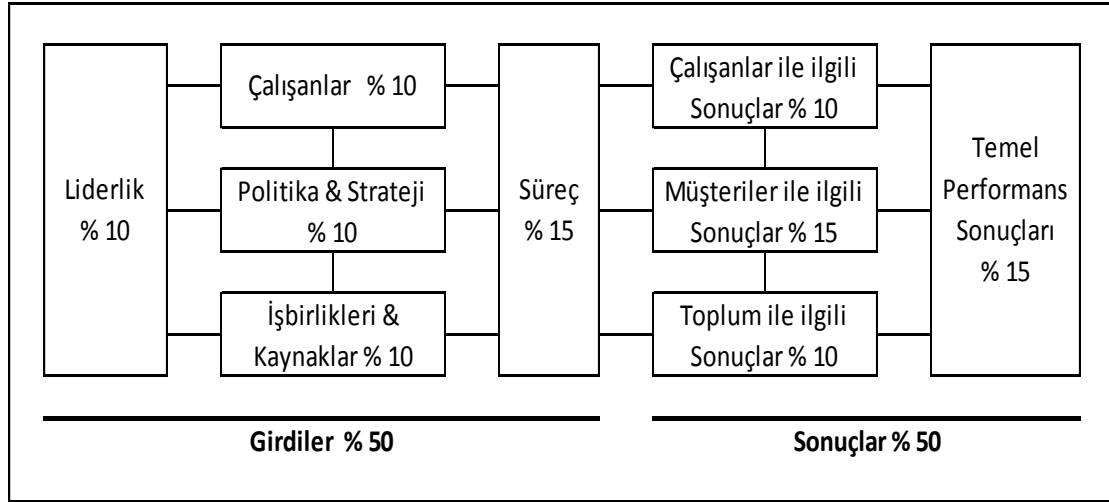 Liderlik
% 10
Çalışanlar % 10
Politika & Strateji
% 10
İşbirlikleri &
Kaynaklar % 10
Süreç
% 15
Çalışanlar ile ilgili
Sonuçlar % 10
Müşteriler ile ilgili
Sonuçlar % 15
Toplum ile ilgili
Sonuçlar % 10
Temel
Performans
Sonuçları
% 15
Girdiler % 50
Sonuçlar % 50